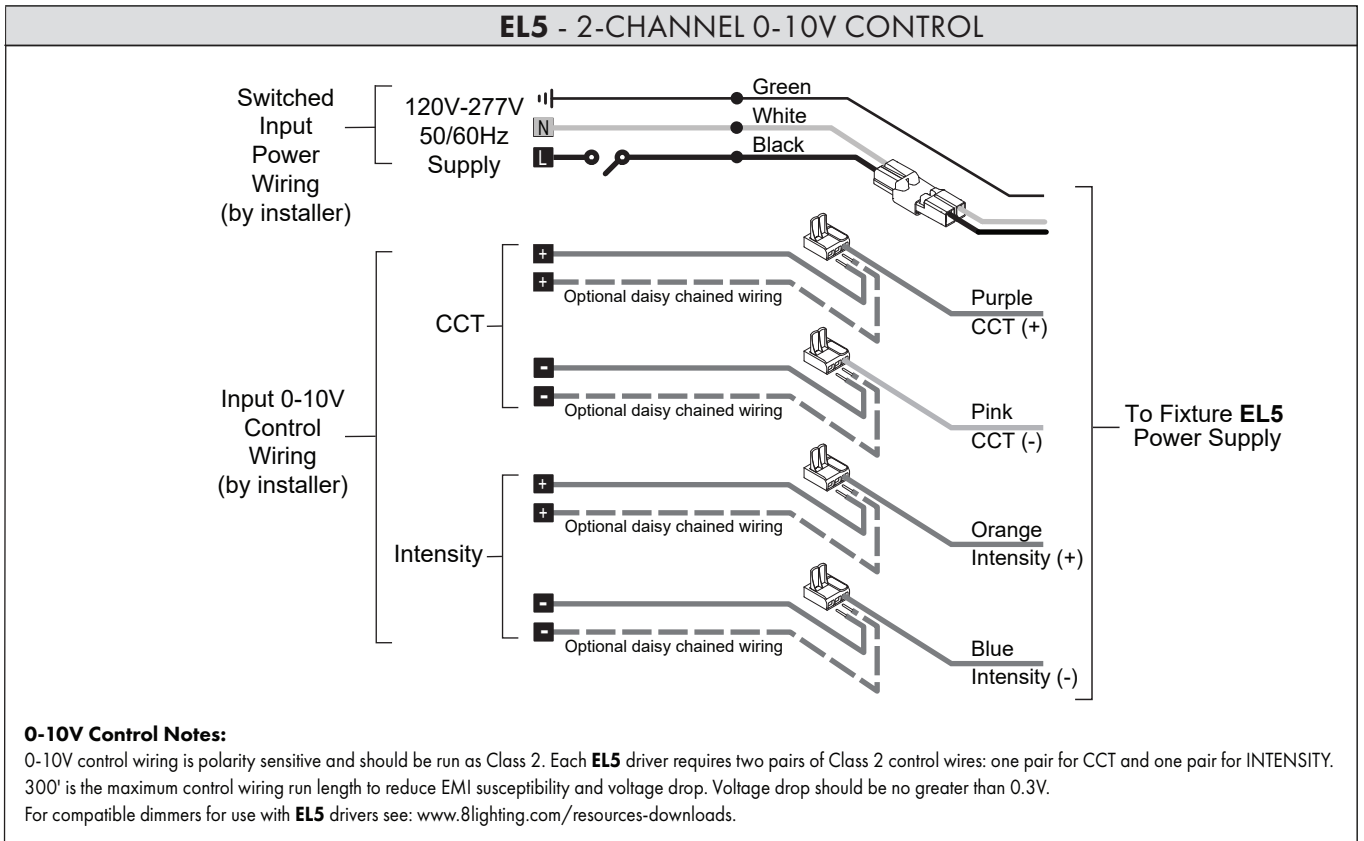 EL5 - 2-CHANNEL 0-10V CONTROL
Switched
Input
Power
Wiring
(by installer)
120V-277V
50/60Hz
Supply
N
L
Green
White
Black
Input 0-10V
Control
Wiring
(by installer)
CCT
+
+
Optional daisy chained wiring
Purple
CCT (+)
-
-
Optional daisy chained wiring
Pink
CCT (-)
Intensity
+
+
Optional daisy chained wiring
Orange
Intensity (+)
-
-
Optional daisy chained wiring
Blue
Intensity (-)
To Fixture EL5
Power Supply
0-10V Control Notes:
0-10V control wiring is polarity sensitive and should be run as Class 2. Each EL5 driver requires two pairs of Class 2 control wires: one pair for CCT and one pair for INTENSITY.
300' is the maximum control wiring run length to reduce EMI susceptibility and voltage drop. Voltage drop should be no greater than 0.3V.
For compatible dimmers for use with EL5 drivers see: www.8lighting.com/resources-downloads.